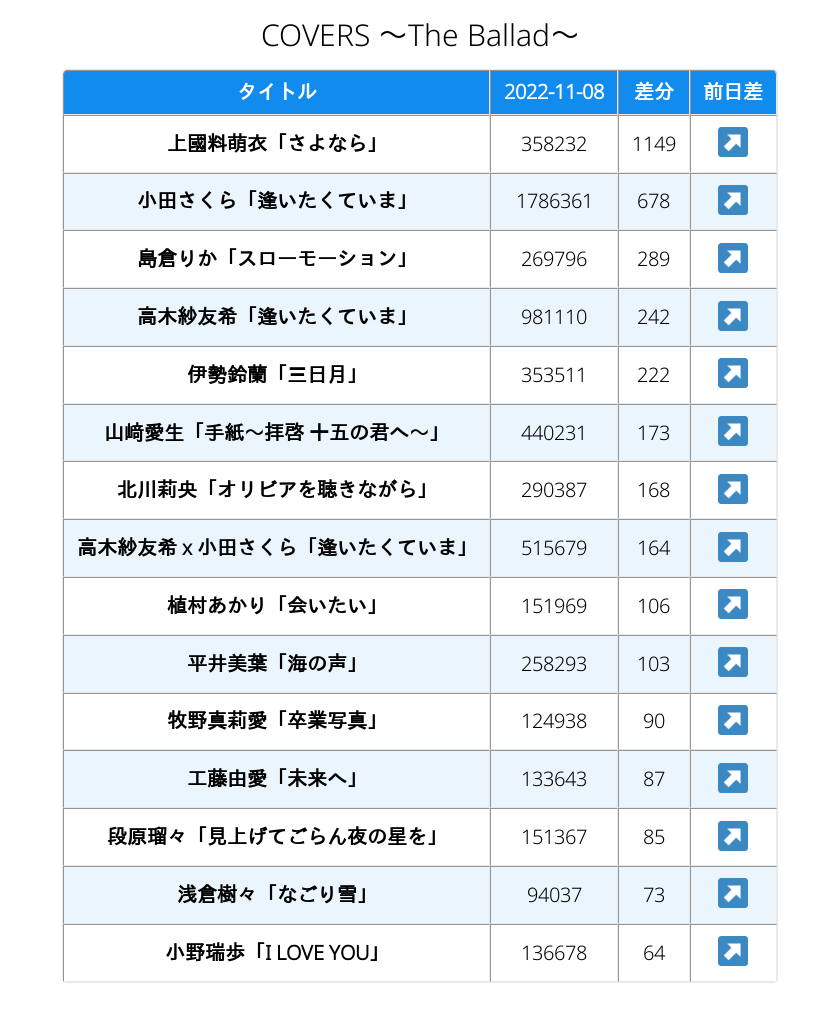 COVERS ～The Ballad～
タイトル 2022-11-08 差分 前日差
上國料萌衣「さよなら」 358232 1149
小田さくら「逢いたくていま」 1786361 678
島倉りか「スローモーション」 269796 289
高木紗友希「逢いたくていま」 981110 242
伊勢鈴蘭「三日月」 353511 222
山﨑愛生「手紙～拝啓 十五の君へ～」 440231 173
北川莉央「オリビアを聴きながら」 290387 168
高木紗友希 x 小田さくら「逢いたくていま」 515679 164
植村あかり「会いたい」 151969 106
平井美葉「海の声」 258293 103
牧野真莉愛「卒業写真」 124938 90
工藤由愛「未来へ」 133643 87
段原瑠々「見上げてごらん夜の星を」 151367 85
浅倉樹々「なごり雪」 94037 73
小野瑞歩「I LOVE YOU」 136678 64